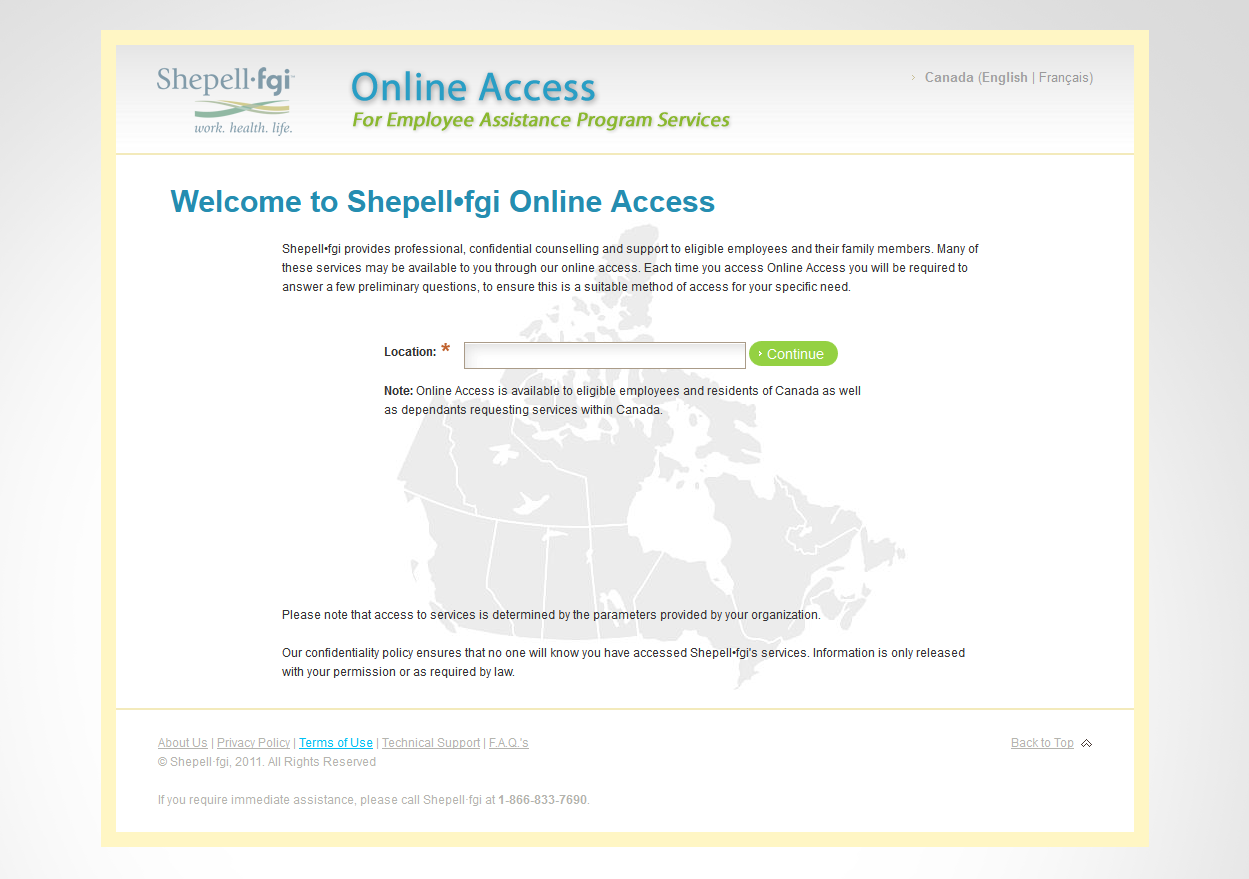 Shepell·fgi™
work. health. life.
Online Access
For Employee Assistance Program Services
Canada (English | Français)
Welcome to Shepell•fgi Online Access
Shepell•fgi provides professional, confidential counselling and support to eligible employees and their family members. Many of
these services may be available to you through our online access. Each time you access Online Access you will be required to
answer a few preliminary questions, to ensure this is a suitable method of access for your specific need.
Location: *
Continue
Note: Online Access is available to eligible employees and residents of Canada as well
as dependants requesting services within Canada.
Please note that access to services is determined by the parameters provided by your organization.
Our confidentiality policy ensures that no one will know you have accessed Shepell•fgi's services. Information is only released
with your permission or as required by law.
About Us | Privacy Policy | Terms of Use | Technical Support | F.A.Q.'s
Back to Top
© Shepell·fgi, 2011. All Rights Reserved
If you require immediate assistance, please call Shepell·fgi at 1-866-833-7690.